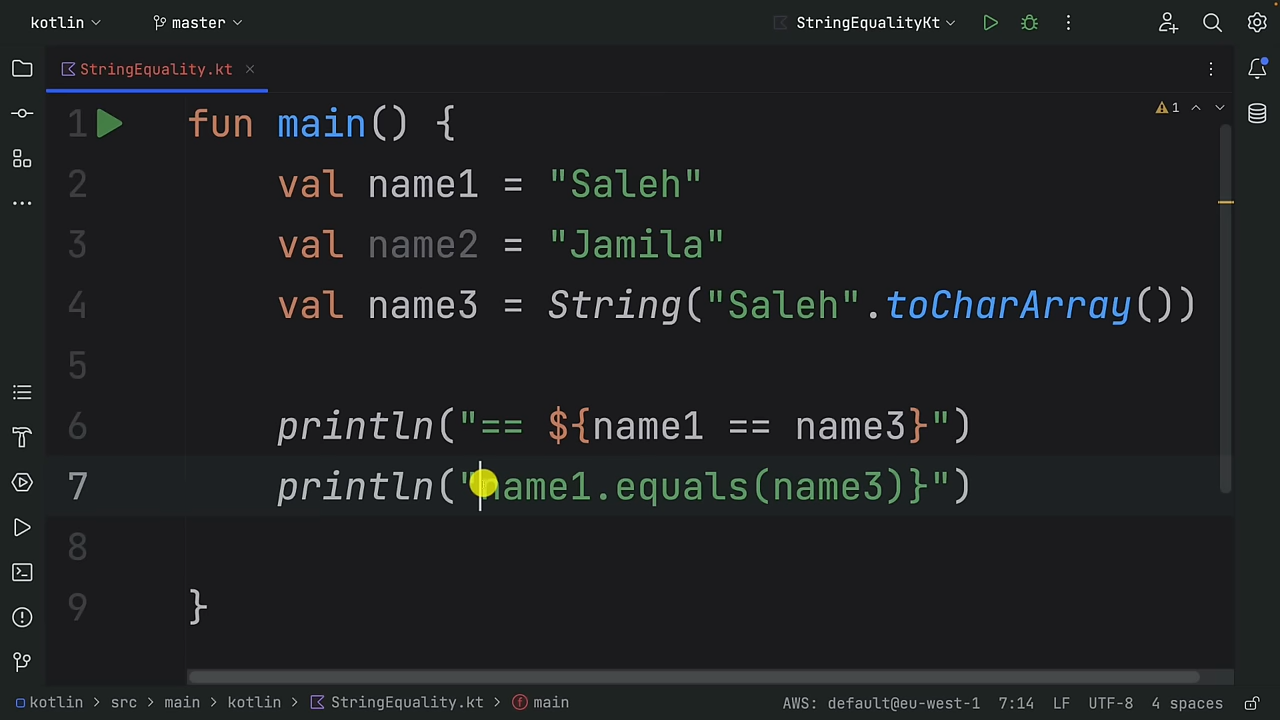 kotlin master StringEqualityKt
StringEquality.kt
1 fun main() { 1
2 val name1 = "Saleh"
3 val name2 = "Jamila"
4 val name3 = String("Saleh".toCharArray())
5
6 println("== ${name1 == name3}")
7 println("name1.equals(name3)}")
8
9 }
kotlin > src > main > kotlin > StringEquality.kt > main AWS: default@eu-west-1 7:14 LF UTF-8 4 spaces